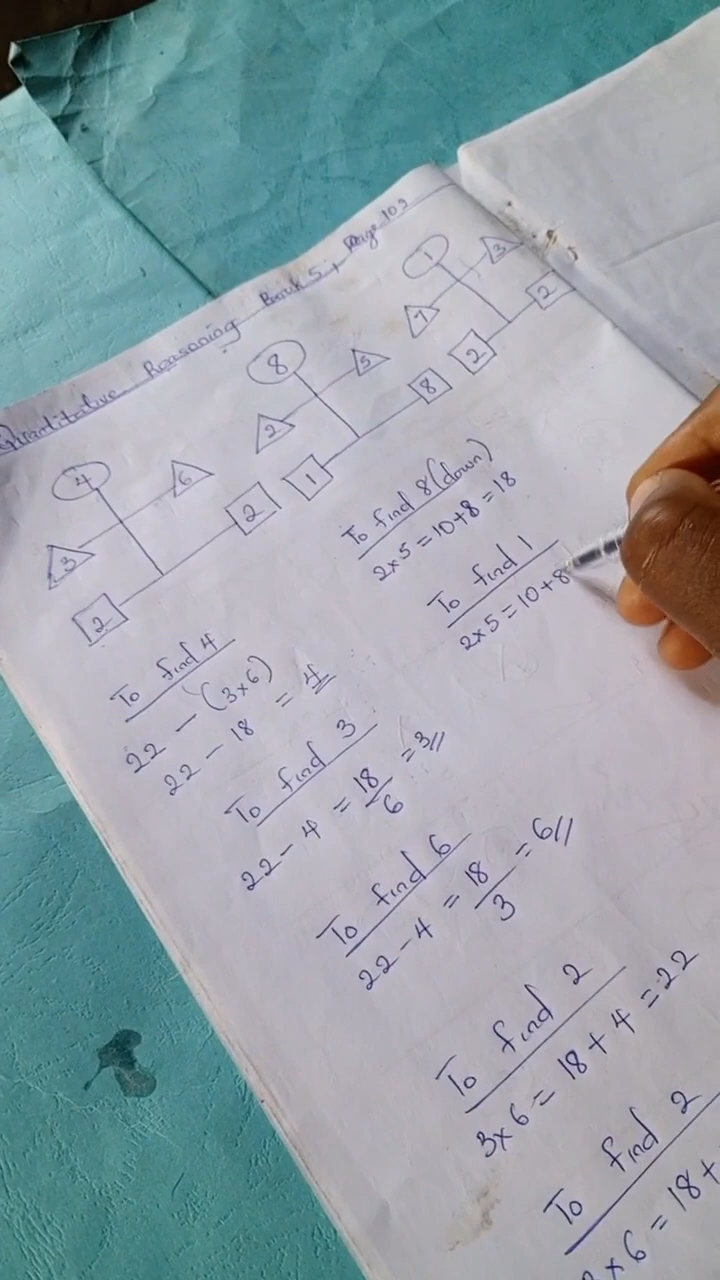 Quantitative Reasoning Book 5, Page 109
4 6 3 2 2
8 5 2 8 1
1 3 7 2 2
To find 4
22 - (3x6)
22 - 18 = 4
To find 3
22 - 4 = 18/6 = 3//
To find 6
22 - 4 = 18/3 = 6//
To find 2
3x6 = 18 + 4 = 22
To find 2
x6 = 18+
To find 8 (down)
2x5 = 10+8 = 18
To find 1
2x5 = 10+8